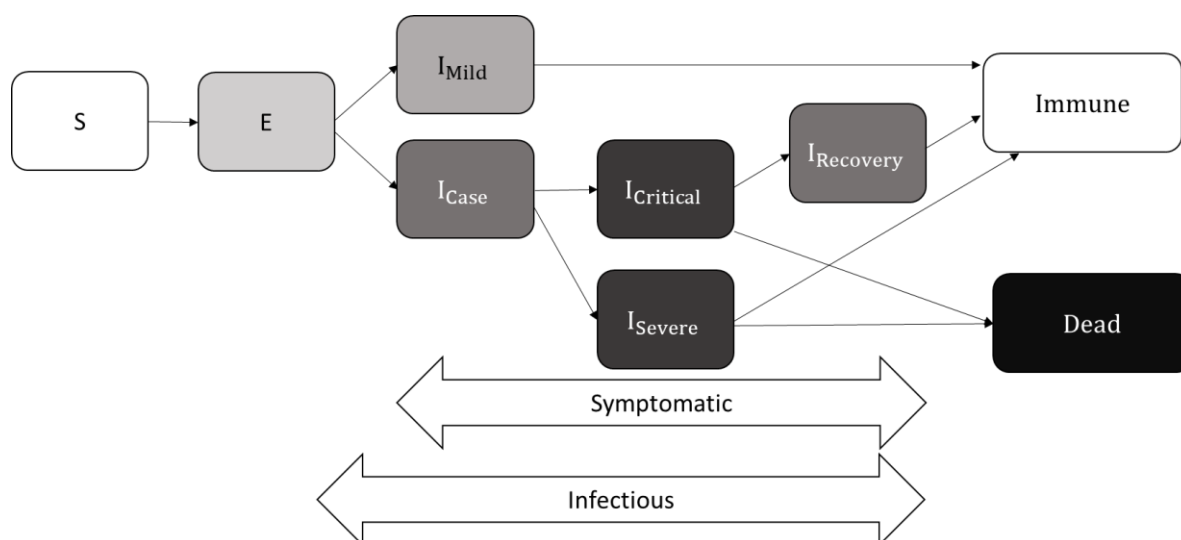 S
E
I_Mild
I_Case
I_Critical
I_Recovery
I_Severe
Immune
Dead
Symptomatic
Infectious